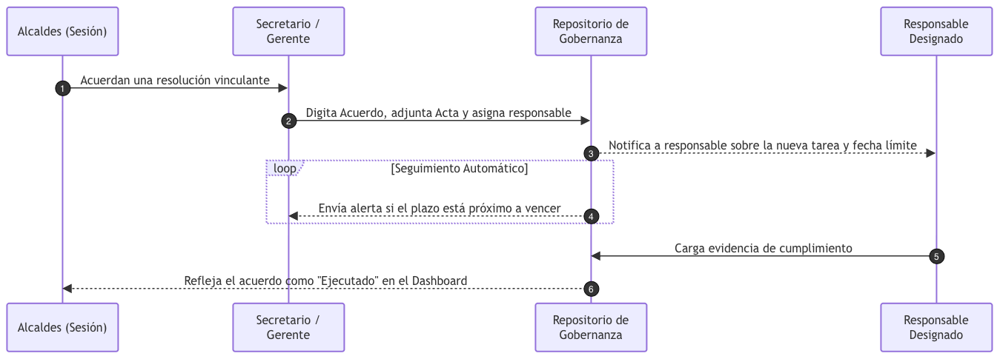 Alcaldes (Sesión)
Secretario /
Gerente
Repositorio de
Gobernanza
Responsable
Designado
Acuerdan una resolución vinculante
1
Digita Acuerdo, adjunta Acta y asigna responsable
2
Notifica a responsable sobre la nueva tarea y fecha límite
3
loop
[Seguimiento Automático]
Envía alerta si el plazo está próximo a vencer
4
Carga evidencia de cumplimiento
5
Refleja el acuerdo como "Ejecutado" en el Dashboard
6
Alcaldes (Sesión)
Secretario /
Gerente
Repositorio de
Gobernanza
Responsable
Designado